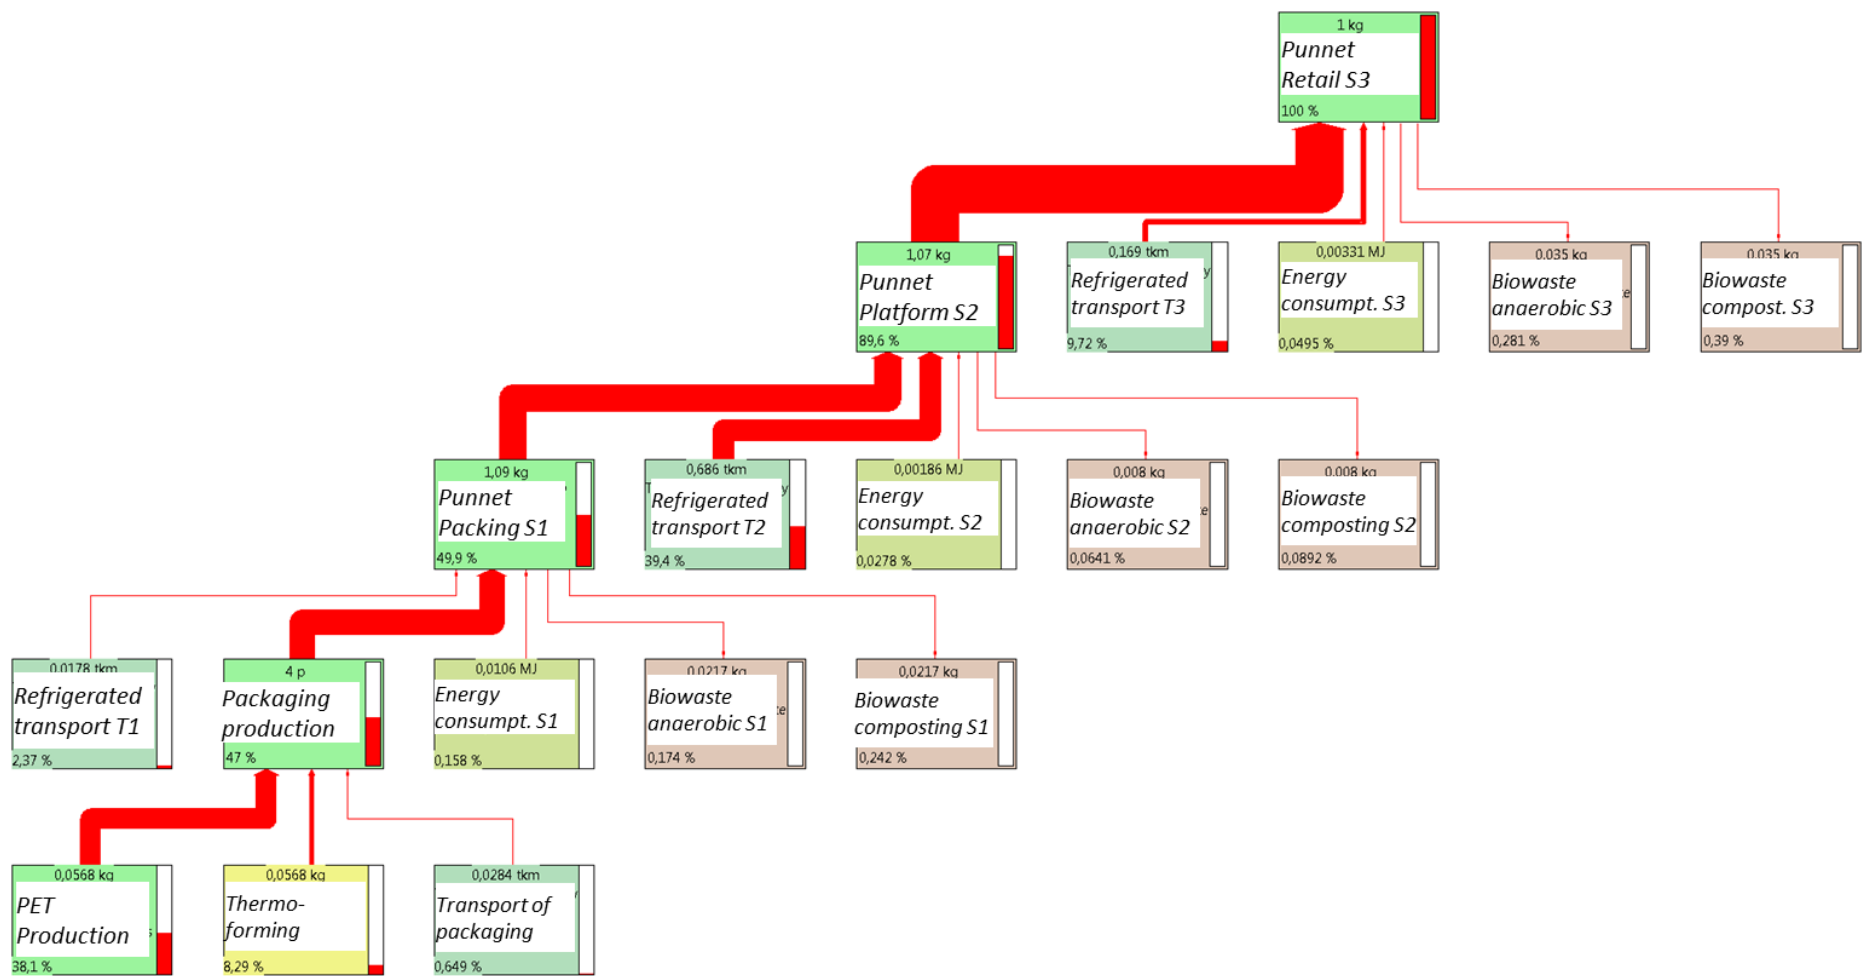 1 kg
Punnet
Retail S3
100 %
1,07 kg
Punnet
Platform S2
89,6 %
0,169 tkm
Refrigerated
transport T3
9,72 %
0,00331 MJ
Energy
consumpt. S3
0,0495 %
0,035 kg
Biowaste
anaerobic S3
0,281 %
0,035 kg
Biowaste
compost. S3
0,39 %
1,09 kg
Punnet
Packing S1
49,9 %
0,686 tkm
Refrigerated
transport T2
39,4 %
0,00186 MJ
Energy
consumpt. S2
0,0278 %
0,008 kg
Biowaste
anaerobic S2
0,0641 %
0,008 kg
Biowaste
composting S2
0,0892 %
0,0178 tkm
Refrigerated
transport T1
2,37 %
4 p
Packaging
production
47 %
0,0106 MJ
Energy
consumpt. S1
0,158 %
0,0217 kg
Biowaste
anaerobic S1
0,174 %
0,0217 kg
Biowaste
composting S1
0,242 %
0,0568 kg
PET
Production
38,1 %
0,0568 kg
Thermo-
forming
8,29 %
0,0284 tkm
Transport of
packaging
0,649 %